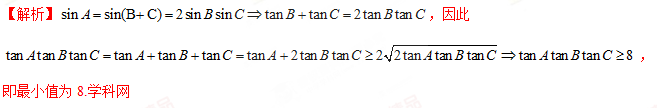 【解析】sin A = sin(B+C) = 2 sin B sin C ⇒ tan B + tan C = 2 tan B tan C，因此
tan A tan B tan C = tan A + tan B + tan C = tan A + 2 tan B tan C ≥ 2√(2 tan A tan B tan C) ⇒ tan A tan B tan C ≥ 8，
即最小值为 8.学科网